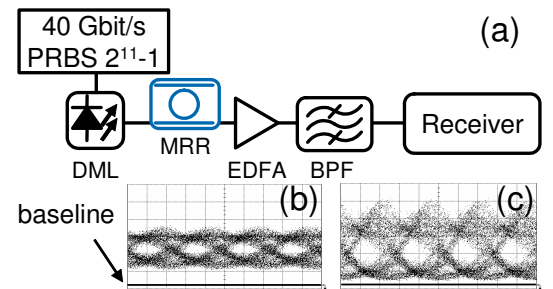 40 Gbit/s
PRBS 2¹¹-1
(a)
DML
MRR
EDFA
BPF
Receiver
baseline
(b)
(c)